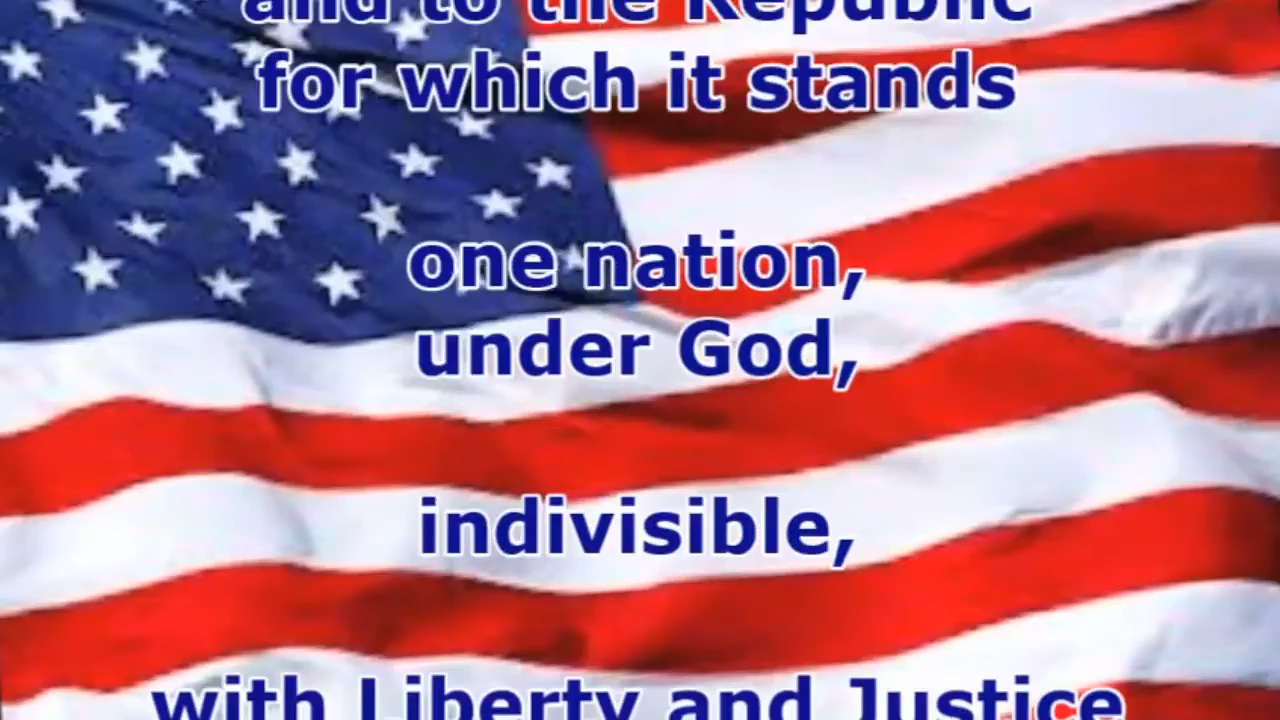 and to the Republic
for which it stands
one nation,
under God,
indivisible,
with Liberty and Justice